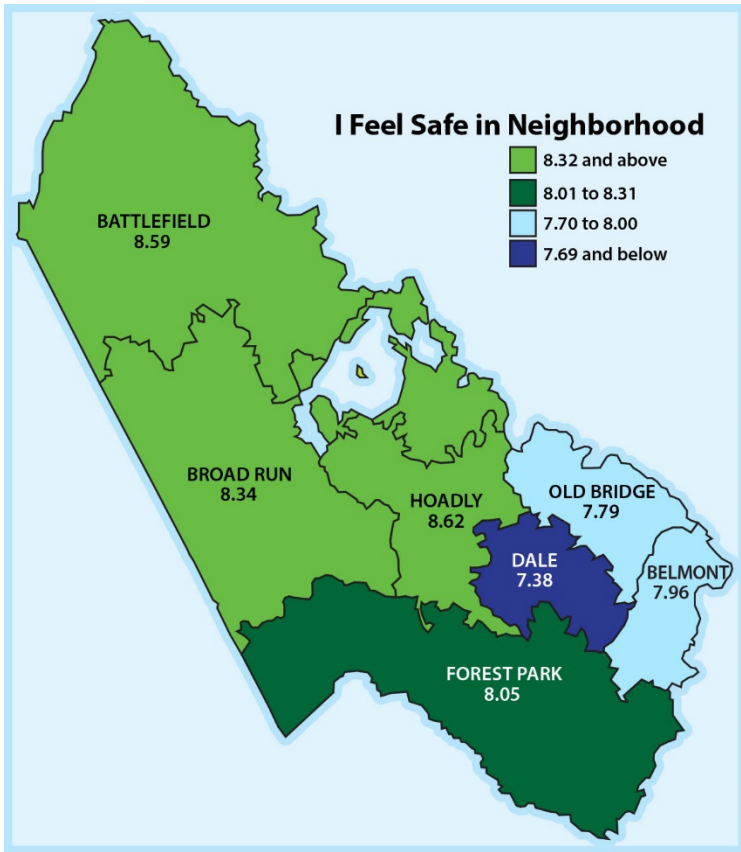 I Feel Safe in Neighborhood
8.32 and above
8.01 to 8.31
7.70 to 8.00
7.69 and below
BATTLEFIELD
8.59
BROAD RUN
8.34
HOADLY
8.62
OLD BRIDGE
7.79
DALE
7.38
BELMONT
7.96
FOREST PARK
8.05